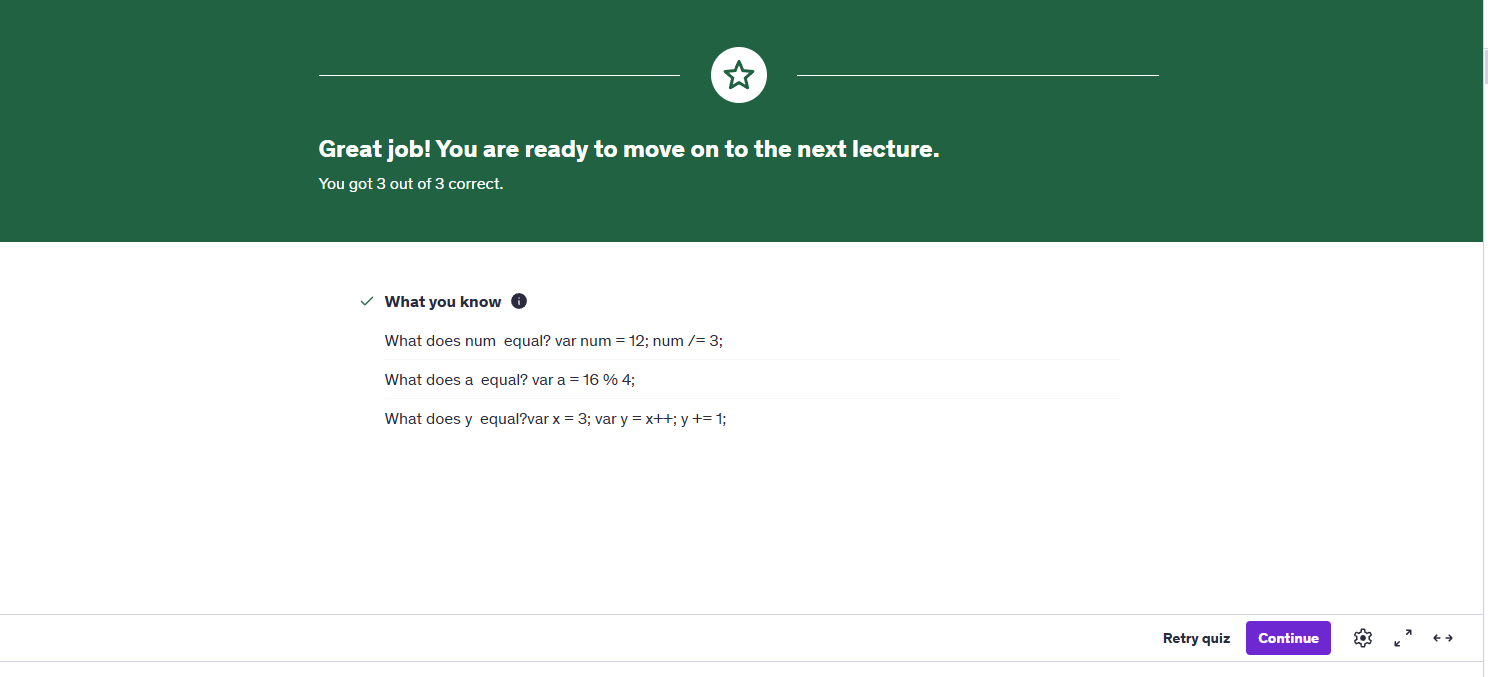 Great job! You are ready to move on to the next lecture.
You got 3 out of 3 correct.
What you know
What does num  equal? var num = 12; num /= 3;
What does a  equal? var a = 16 % 4;
What does y  equal?var x = 3; var y = x++; y += 1;
Retry quiz Continue